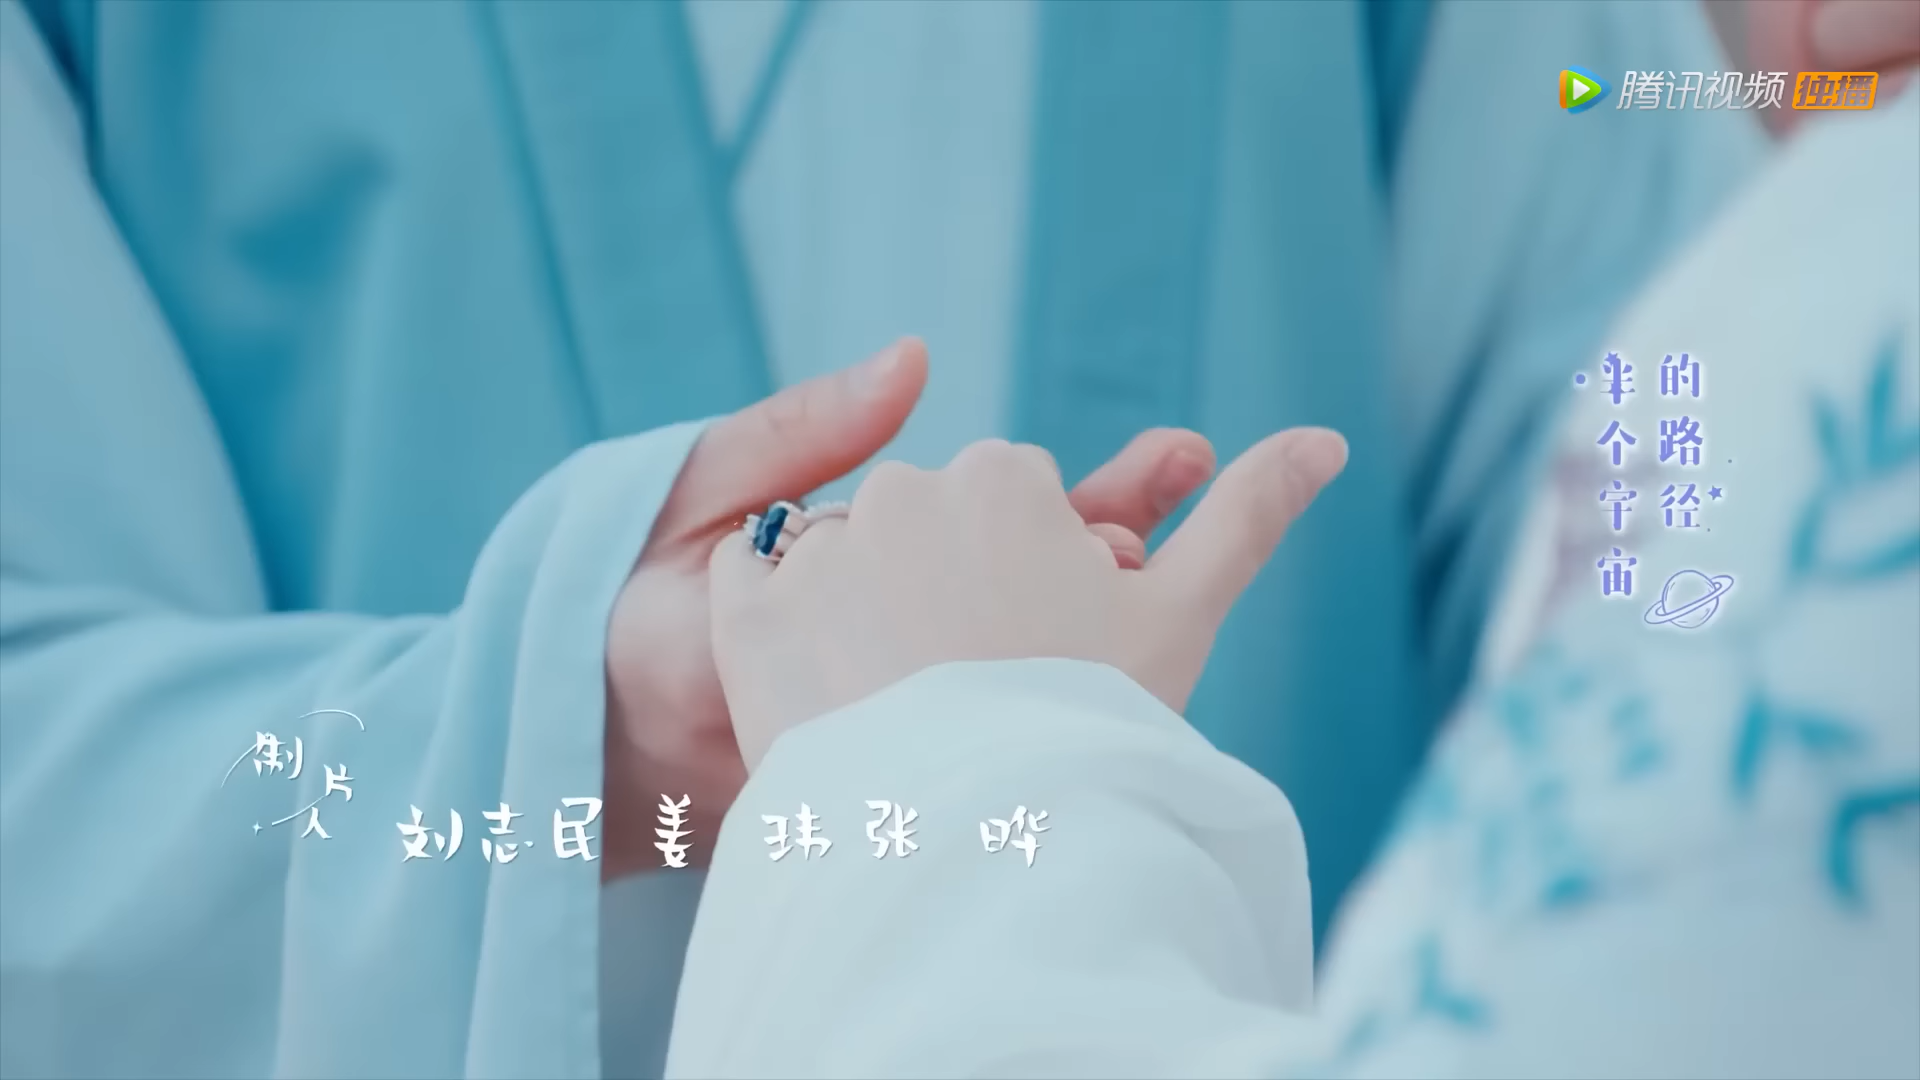 腾讯视频 独播
半个宇宙
的路径
制片人
刘志民 姜玮 张晔